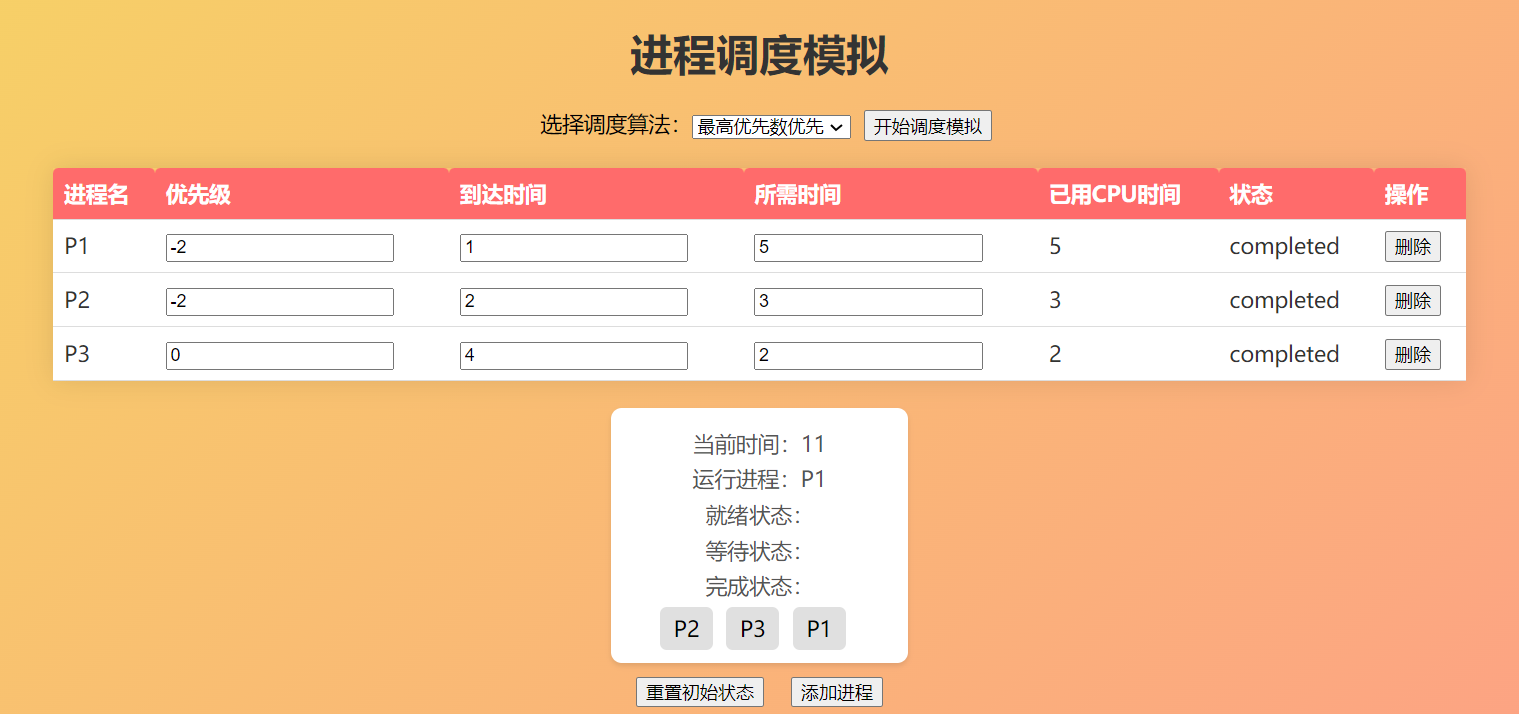 进程调度模拟
选择调度算法： 最高优先数优先 开始调度模拟
进程名 优先级 到达时间 所需时间 已用CPU时间 状态 操作
P1 -2 1 5 5 completed 删除
P2 -2 2 3 3 completed 删除
P3 0 4 2 2 completed 删除
当前时间：11
运行进程：P1
就绪状态：
等待状态：
完成状态：
P2 P3 P1
重置初始状态 添加进程